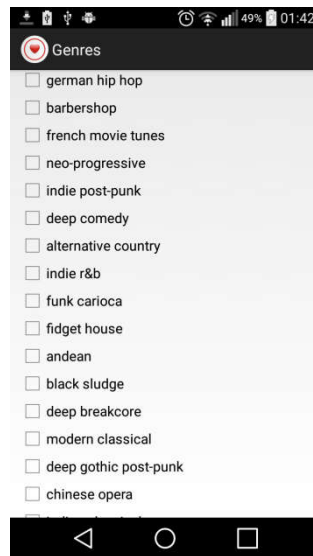 49% 01:42
Genres
german hip hop
barbershop
french movie tunes
neo-progressive
indie post-punk
deep comedy
alternative country
indie r&b
funk carioca
fidget house
andean
black sludge
deep breakcore
modern classical
deep gothic post-punk
chinese opera